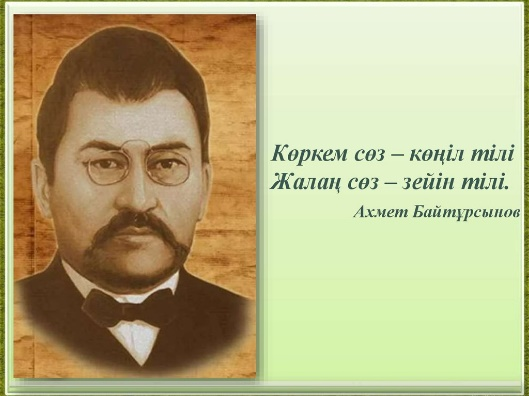 Көркем сөз – көңіл тілі
Жалаң сөз – зейін тілі.
Ахмет Байтұрсынов